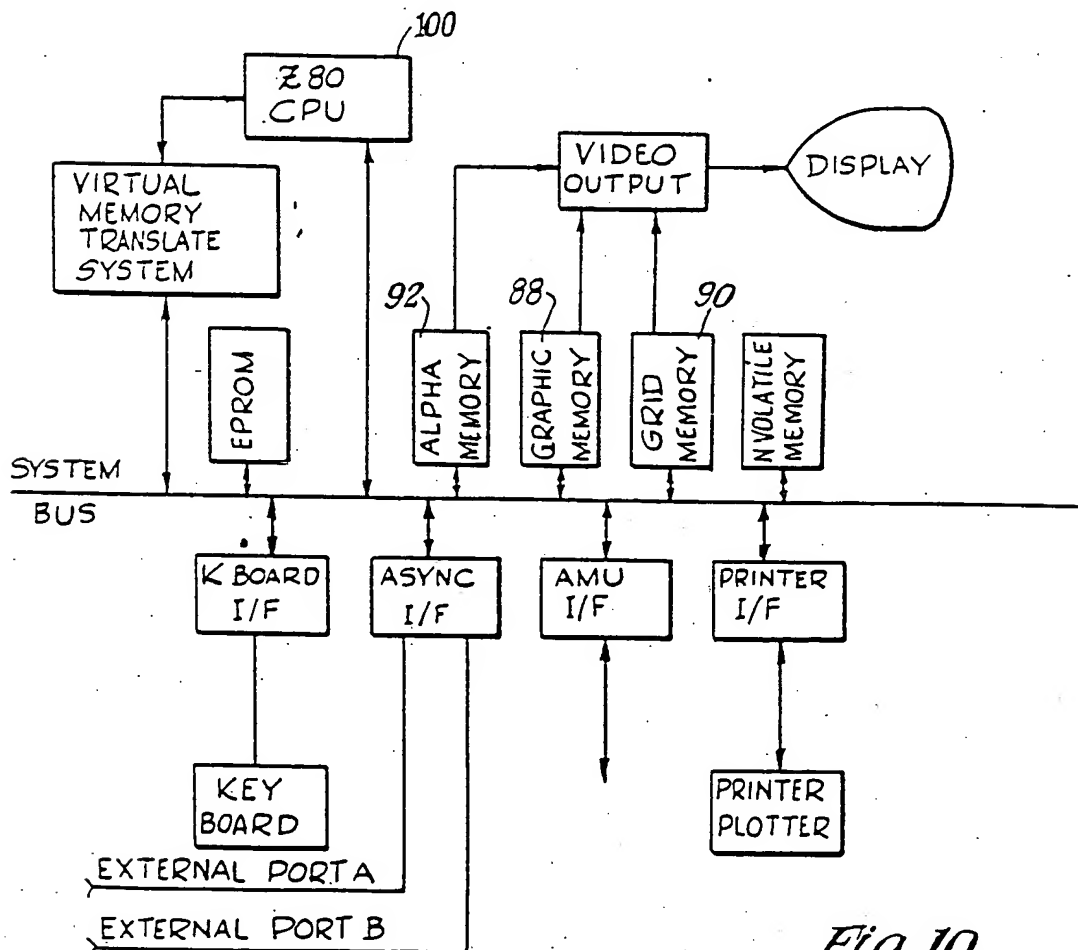 100
Z80
CPU
VIRTUAL
MEMORY
TRANSLATE
SYSTEM
VIDEO
OUTPUT
DISPLAY
92
88
90
EPROM
ALPHA
MEMORY
GRAPHIC
MEMORY
GRID
MEMORY
NVOLATILE
MEMORY
SYSTEM
BUS
K BOARD
I/F
ASYNC
I/F
AMU
I/F
PRINTER
I/F
KEY
BOARD
PRINTER
PLOTTER
EXTERNAL PORT A
EXTERNAL PORT B
Fig. 10